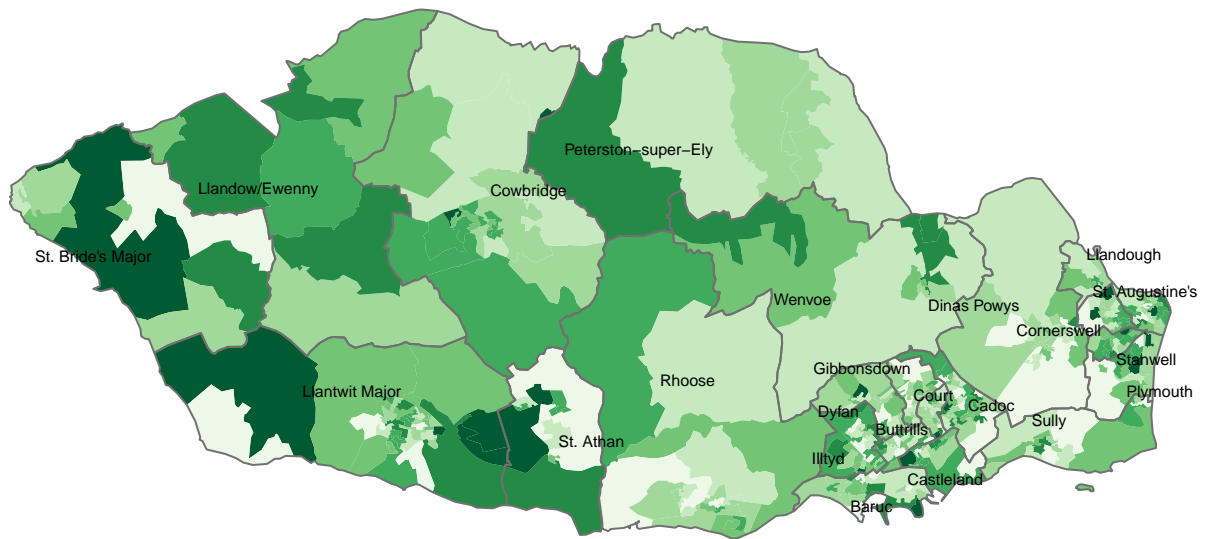 Peterston−super−Ely
Llandow/Ewenny
Cowbridge
St. Bride's Major
Llandough
St. Augustine's
Wenvoe
Dinas Powys
Cornerswell
Stanwell
Gibbonsdown
Rhoose
Llantwit Major
Court
Plymouth
Dyfan
Cadoc
Sully
Buttrills
St. Athan
Illtyd
Castleland
Baruc